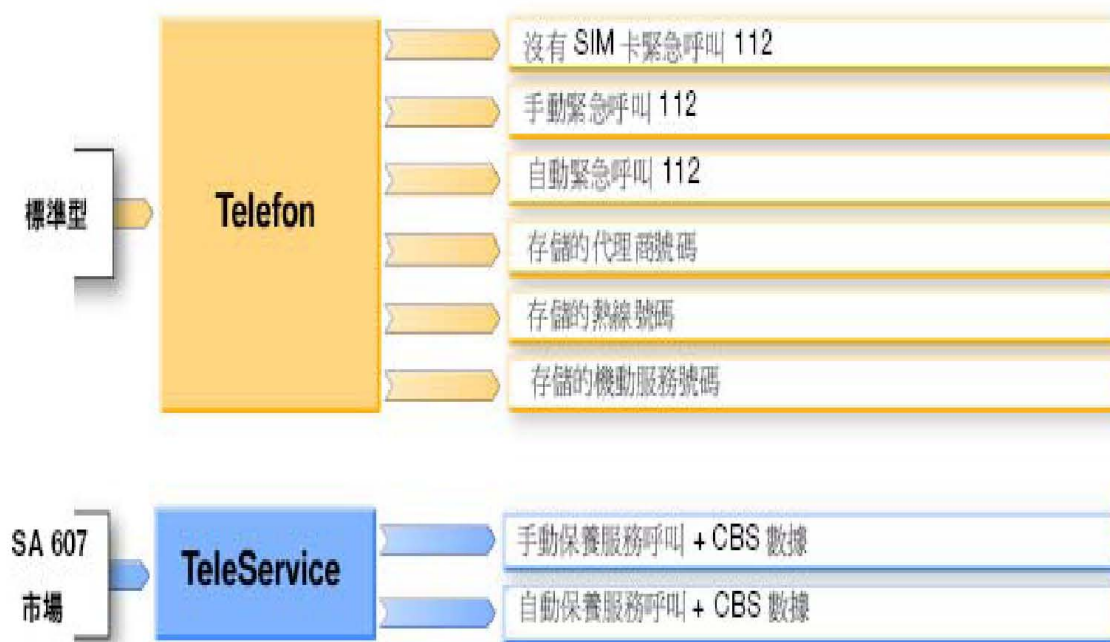 標準型
Telefon
沒有 SIM 卡緊急呼叫 112
手動緊急呼叫 112
自動緊急呼叫 112
存儲的代理商號碼
存儲的熱線號碼
存儲的機動服務號碼
SA 607
市場
TeleService
手動保養服務呼叫 + CBS 數據
自動保養服務呼叫 + CBS 數據